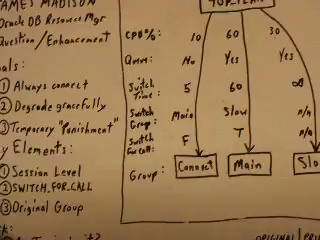 JAMES MADISON
Oracle DB Resource Mgr
Question/Enhancement
als:
① Always connect
② Degrade gracefully
③ Temporary "Punishment"
y Elements:
① Session Level
② SWITCH_FOR_CALL
③ Original Group
CPU%: 10 60 30
Queue: No Yes Yes
Switch Time: 5 60 ∞
Switch Group: Main Slow n/a
Switch For Call: F T n/a
Group: Connect Main Slo